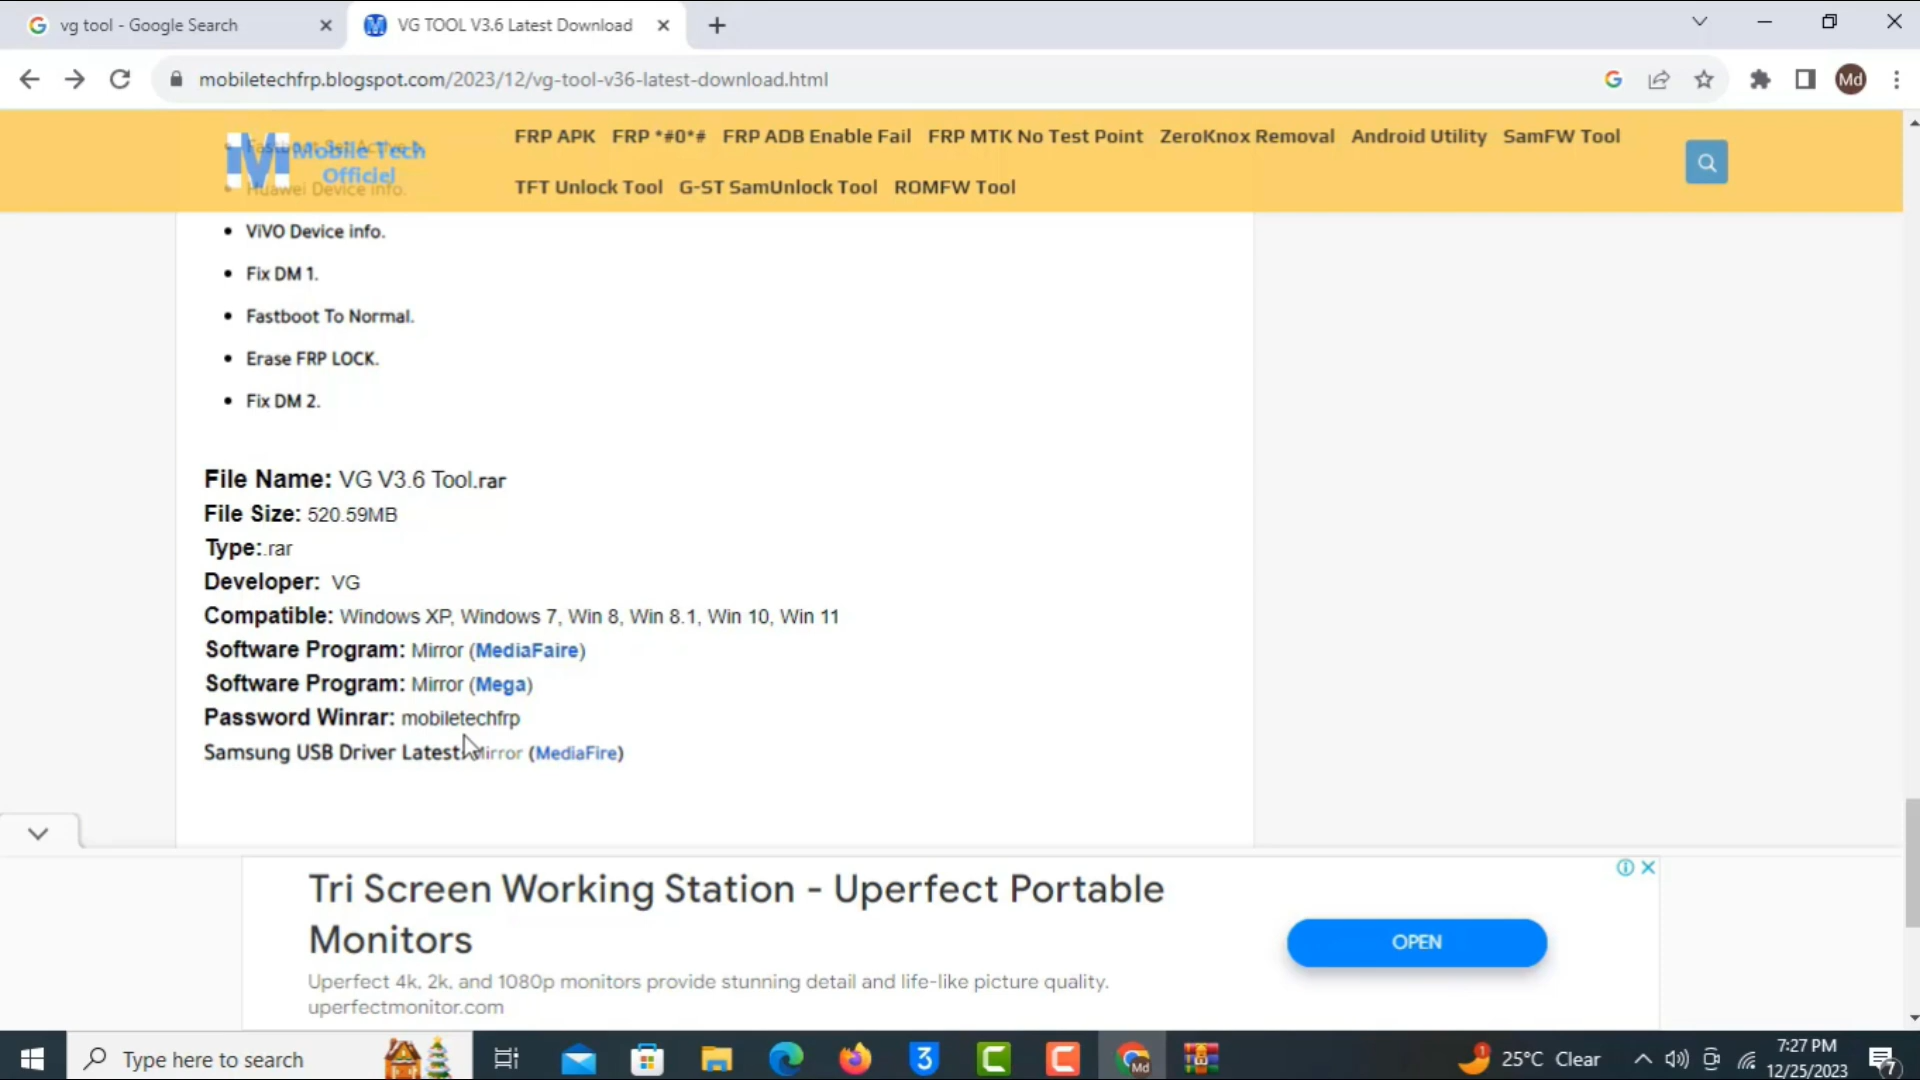 vg tool - Google Search
VG TOOL V3.6 Latest Download
mobiletechfrp.blogspot.com/2023/12/vg-tool-v36-latest-download.html
Md
Mobile Tech
Officiel
FRP APK FRP *#0*# FRP ADB Enable Fail FRP MTK No Test Point ZeroKnox Removal Android Utility SamFW Tool
TFT Unlock Tool G-ST SamUnlock Tool ROMFW Tool
Huawei Device info.
• ViVO Device info.
• Fix DM 1.
• Fastboot To Normal.
• Erase FRP LOCK.
• Fix DM 2.
File Name: VG V3.6 Tool.rar
File Size: 520.59MB
Type: .rar
Developer: VG
Compatible: Windows XP, Windows 7, Win 8, Win 8.1, Win 10, Win 11
Software Program: Mirror (MediaFaire)
Software Program: Mirror (Mega)
Password Winrar: mobiletechfrp
Samsung USB Driver Latest: Mirror (MediaFire)
Tri Screen Working Station - Uperfect Portable
Monitors
Uperfect 4k, 2k, and 1080p monitors provide stunning detail and life-like picture quality.
uperfectmonitor.com
OPEN
Type here to search
25°C Clear
7:27 PM
12/25/2023
7